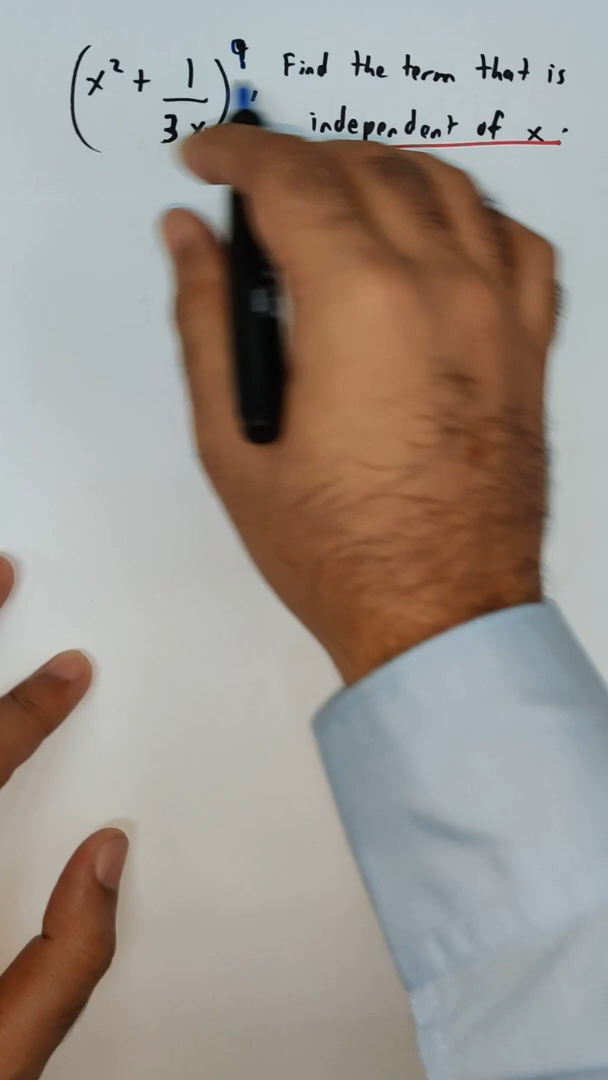 (x² + 1/3x)⁹, Find the term that is
independent of x.